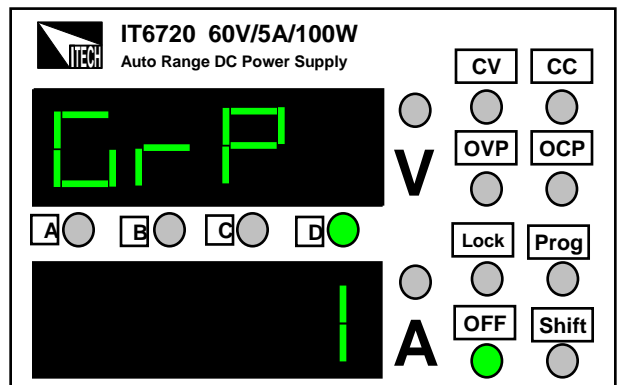 ITECH
IT6720 60V/5A/100W
Auto Range DC Power Supply
CV CC
GrP
V
OVP OCP
A B C D
Lock Prog
1
A
OFF Shift